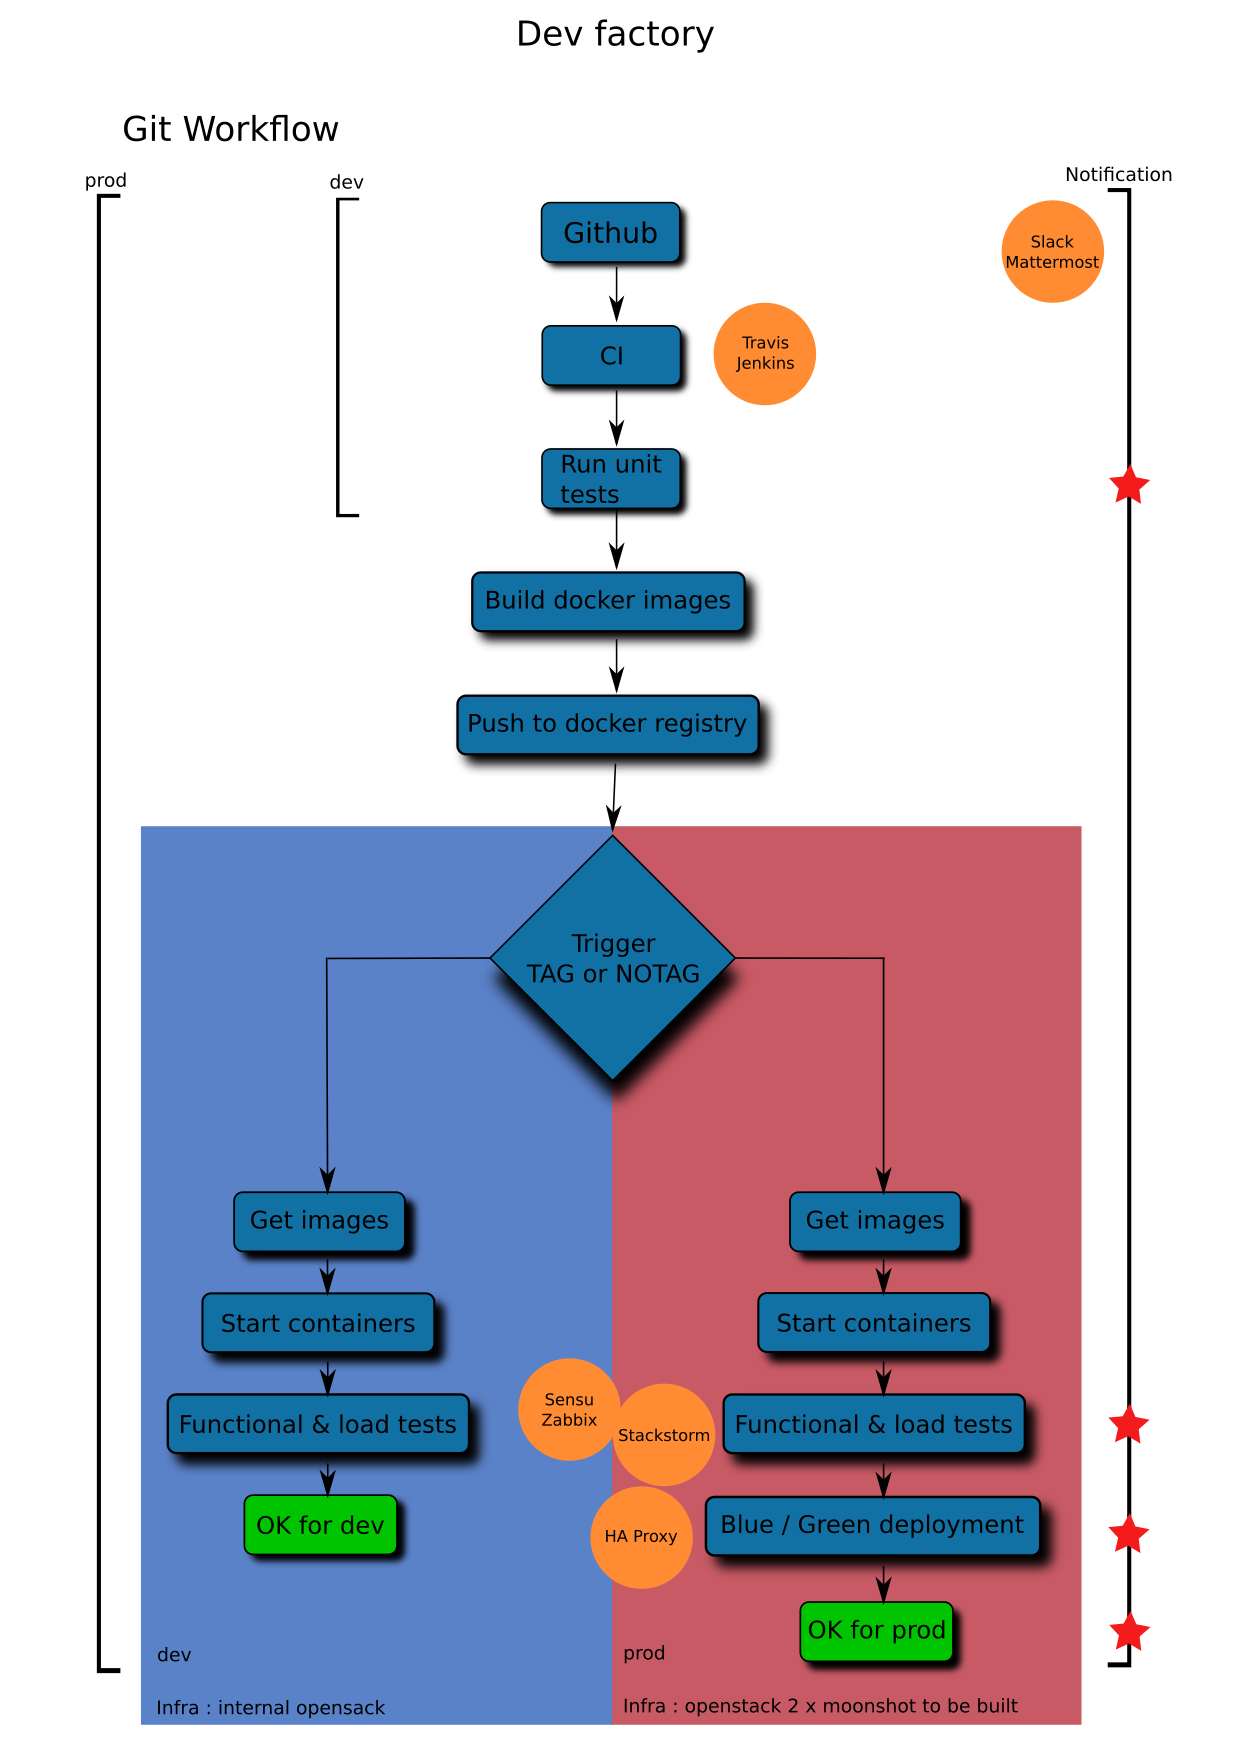 Dev factory
Git Workflow
prod
dev
Notification
Github
Slack
Mattermost
CI
Travis
Jenkins
Run unit
tests
Build docker images
Push to docker registry
Trigger
TAG or NOTAG
Get images
Get images
Start containers
Start containers
Functional & load tests
Sensu
Zabbix
Stackstorm
Functional & load tests
OK for dev
HA Proxy
Blue / Green deployment
OK for prod
dev
prod
Infra : internal opensack
Infra : openstack 2 x moonshot to be built